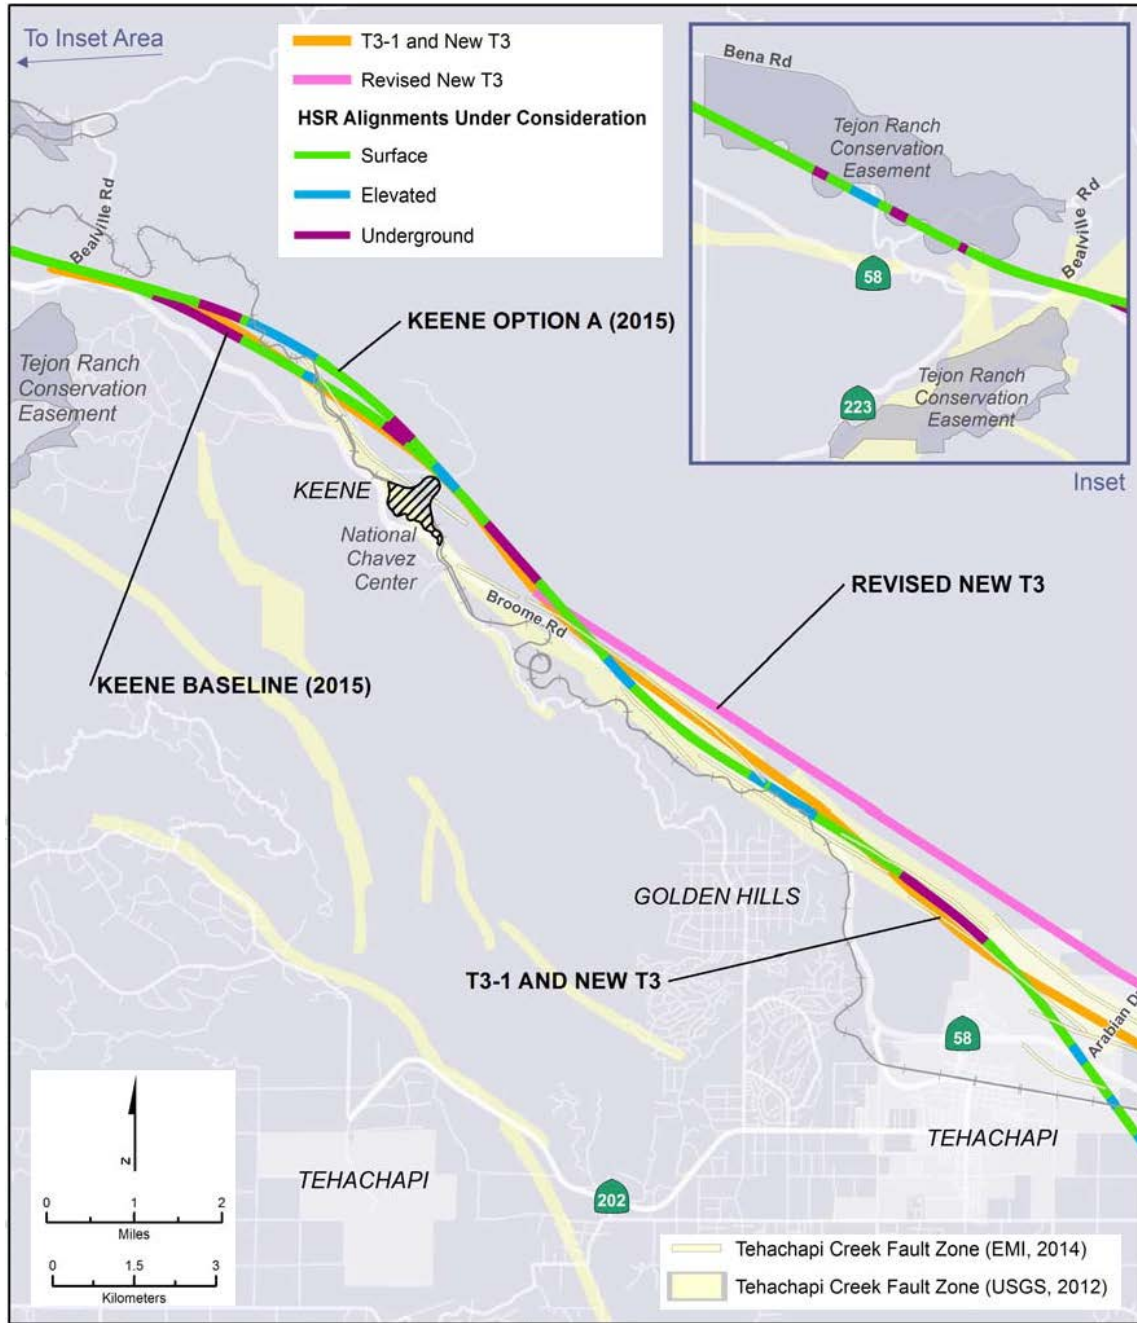 To Inset Area
T3-1 and New T3
Revised New T3
HSR Alignments Under Consideration
Surface
Elevated
Underground
Bena Rd
Tejon Ranch
Conservation
Easement
Bealville Rd
58
223
Tejon Ranch
Conservation
Easement
Inset
Bealville Rd
KEENE OPTION A (2015)
Tejon Ranch
Conservation
Easement
KEENE
National
Chavez
Center
Broome Rd
REVISED NEW T3
KEENE BASELINE (2015)
GOLDEN HILLS
T3-1 AND NEW T3
Arabian Dr
58
TEHACHAPI
TEHACHAPI
202
N
0 1 2
Miles
0 1.5 3
Kilometers
Tehachapi Creek Fault Zone (EMI, 2014)
Tehachapi Creek Fault Zone (USGS, 2012)